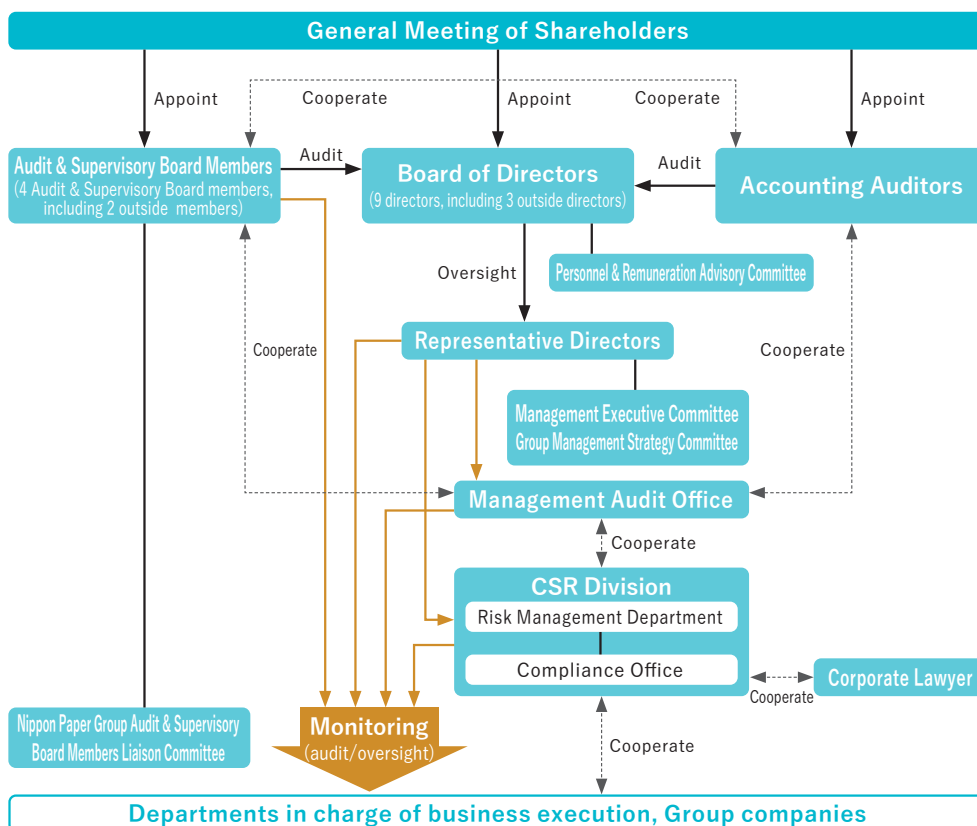 General Meeting of Shareholders
Appoint
Cooperate
Appoint
Cooperate
Appoint
Audit & Supervisory Board Members
(4 Audit & Supervisory Board members,
including 2 outside members)
Audit
Board of Directors
(9 directors, including 3 outside directors)
Audit
Accounting Auditors
Oversight
Personnel & Remuneration Advisory Committee
Cooperate
Representative Directors
Cooperate
Management Executive Committee
Group Management Strategy Committee
Management Audit Office
Cooperate
CSR Division
Risk Management Department
Compliance Office
Cooperate
Corporate Lawyer
Nippon Paper Group Audit & Supervisory
Board Members Liaison Committee
Monitoring
(audit/oversight)
Cooperate
Departments in charge of business execution, Group companies